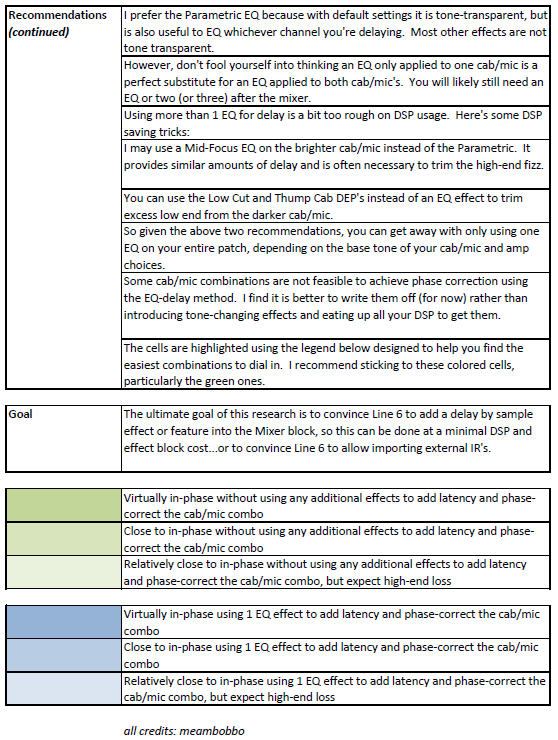 Recommendations
(continued)
I prefer the Parametric EQ because with default settings it is tone-transparent, but
is also useful to EQ whichever channel you're delaying.  Most other effects are not
tone transparent.
However, don't fool yourself into thinking an EQ only applied to one cab/mic is a
perfect substitute for an EQ applied to both cab/mic's.  You will likely still need an
EQ or two (or three) after the mixer.
Using more than 1 EQ for delay is a bit too rough on DSP usage.  Here's some DSP
saving tricks:
I may use a Mid-Focus EQ on the brighter cab/mic instead of the Parametric.  It
provides similar amounts of delay and is often necessary to trim the high-end fizz.
You can use the Low Cut and Thump Cab DEP's instead of an EQ effect to trim
excess low end from the darker cab/mic.
So given the above two recommendations, you can get away with only using one
EQ on your entire patch, depending on the base tone of your cab/mic and amp
choices.
Some cab/mic combinations are not feasible to achieve phase correction using
the EQ-delay method.  I find it is better to write them off (for now) rather than
introducing tone-changing effects and eating up all your DSP to get them.
The cells are highlighted using the legend below designed to help you find the
easiest combinations to dial in.  I recommend sticking to these colored cells,
particularly the green ones.
Goal
The ultimate goal of this research is to convince Line 6 to add a delay by sample
effect or feature into the Mixer block, so this can be done at a minimal DSP and
effect block cost...or to convince Line 6 to allow importing external IR's.
Virtually in-phase without using any additional effects to add latency and phase-
correct the cab/mic combo
Close to in-phase without using any additional effects to add latency and phase-
correct the cab/mic combo
Relatively close to in-phase without using any additional effects to add latency
and phase-correct the cab/mic combo, but expect high-end loss
Virtually in-phase using 1 EQ effect to add latency and phase-correct the cab/mic
combo
Close to in-phase using 1 EQ effect to add latency and phase-correct the cab/mic
combo
Relatively close to in-phase using 1 EQ effect to add latency and phase-correct the
cab/mic combo, but expect high-end loss
all credits: meambobbo